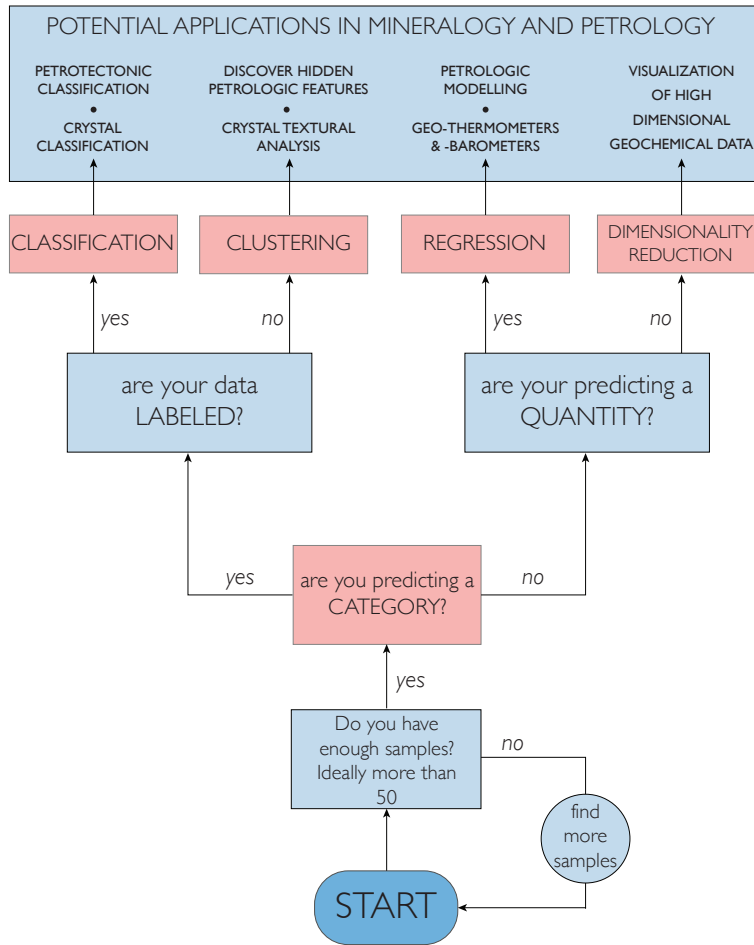 POTENTIAL APPLICATIONS IN MINERALOGY AND PETROLOGY
PETROTECTONIC
CLASSIFICATION
•
CRYSTAL
CLASSIFICATION
DISCOVER HIDDEN
PETROLOGIC FEATURES
•
CRYSTAL TEXTURAL
ANALYSIS
PETROLOGIC
MODELLING
•
GEO-THERMOMETERS
& -BAROMETERS
VISUALIZATION
OF HIGH
DIMENSIONAL
GEOCHEMICAL DATA
CLASSIFICATION
CLUSTERING
REGRESSION
DIMENSIONALITY
REDUCTION
yes
no
yes
no
are your data
LABELED?
are your predicting a
QUANTITY?
yes
are you predicting a
CATEGORY?
no
yes
Do you have
enough samples?
Ideally more than
50
no
find
more
samples
START